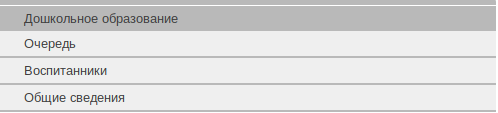 Дошкольное образование
Очередь
Воспитанники
Общие сведения